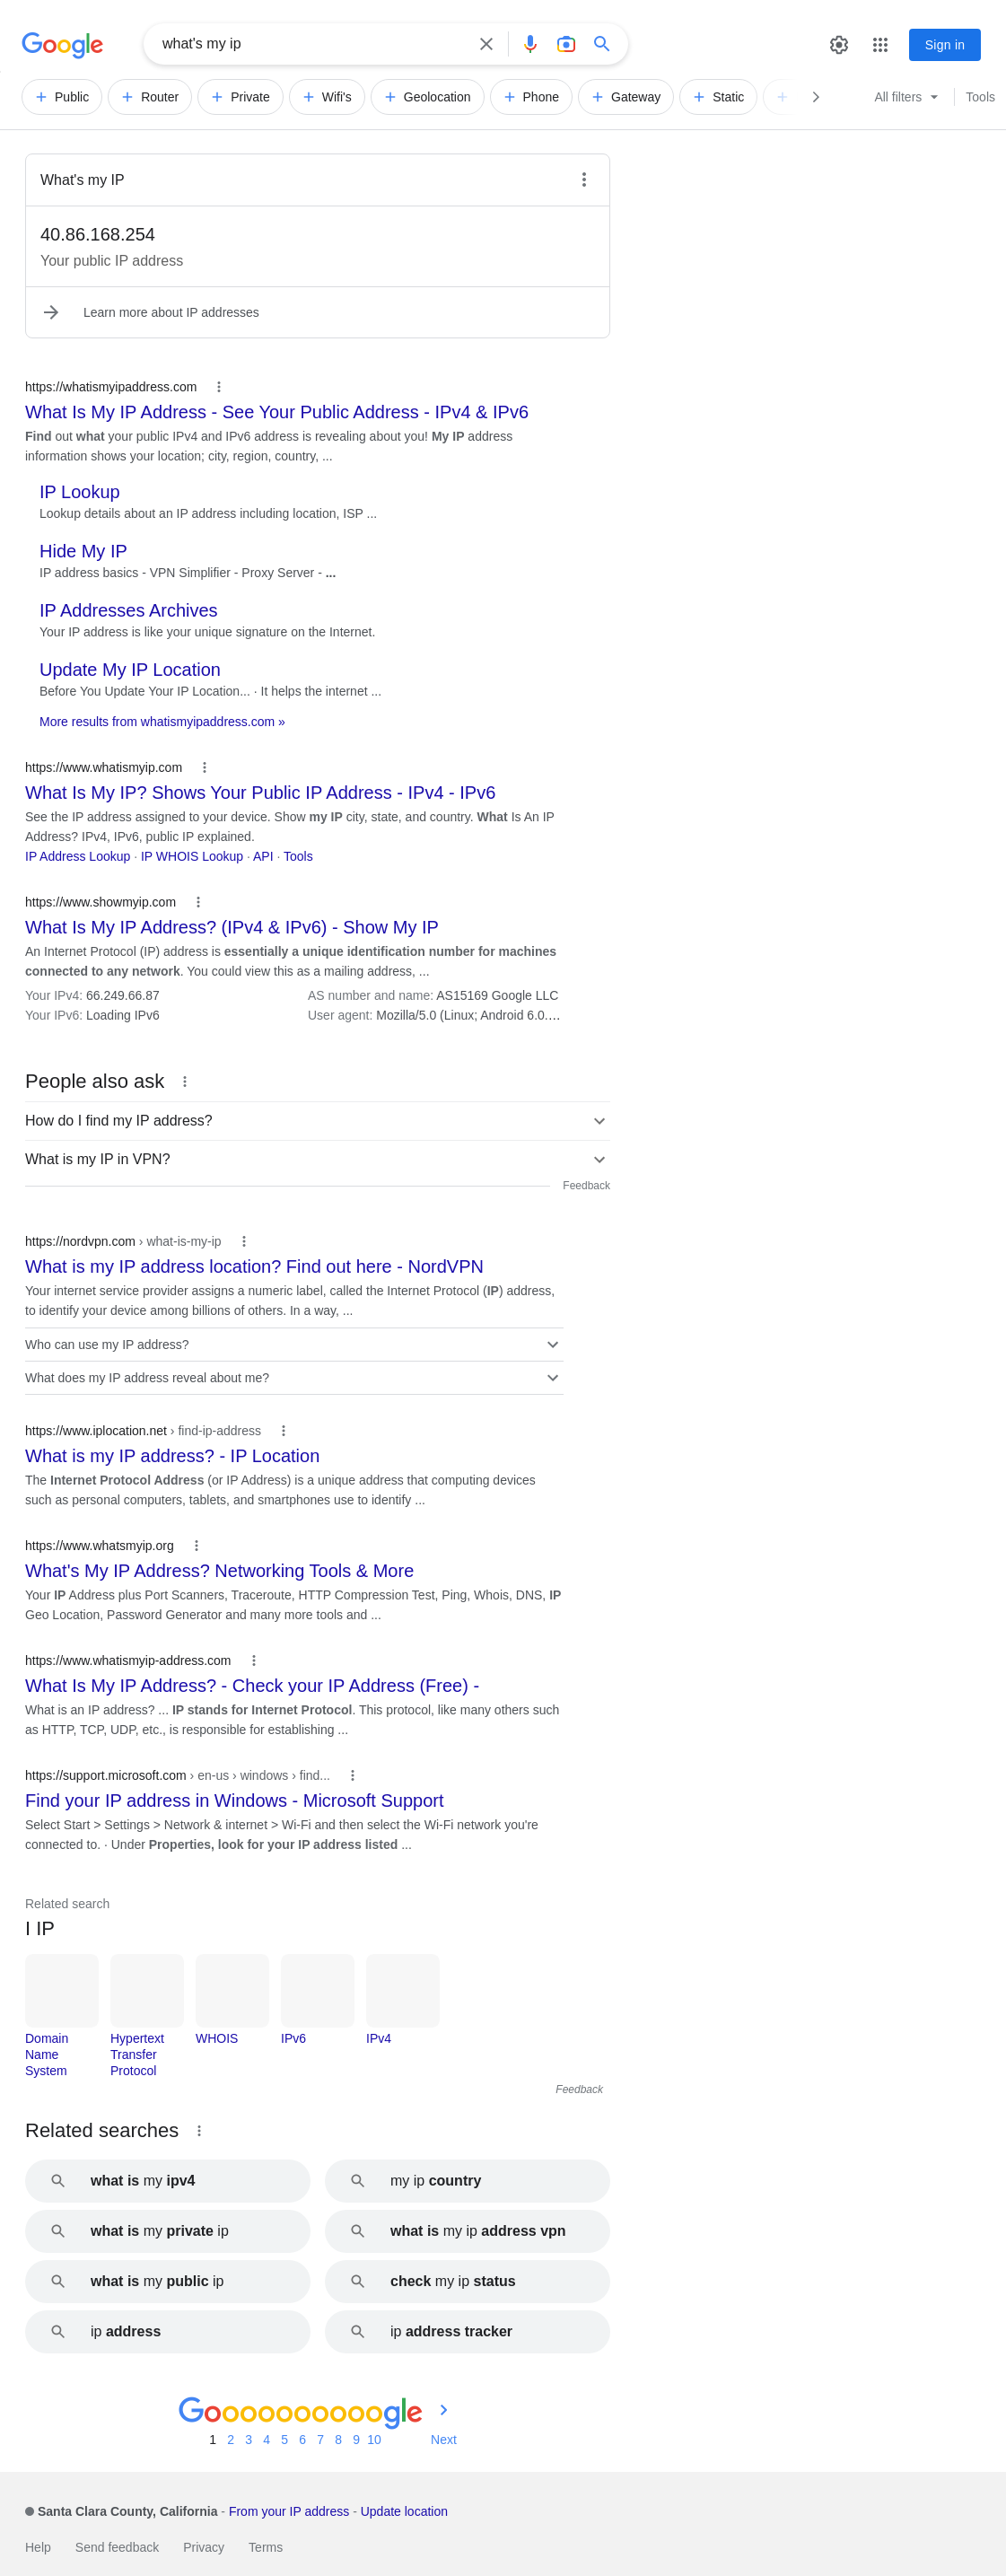 Google
what's my ip
Sign in
Public
Router
Private
Wifi's
Geolocation
Phone
Gateway
Static
All filters
Tools
What's my IP
40.86.168.254
Your public IP address
Learn more about IP addresses
https://whatismyipaddress.com
What Is My IP Address - See Your Public Address - IPv4 & IPv6
Find out what your public IPv4 and IPv6 address is revealing about you! My IP address
information shows your location; city, region, country, ...
IP Lookup
Lookup details about an IP address including location, ISP ...
Hide My IP
IP address basics - VPN Simplifier - Proxy Server - ...
IP Addresses Archives
Your IP address is like your unique signature on the Internet.
Update My IP Location
Before You Update Your IP Location... · It helps the internet ...
More results from whatismyipaddress.com »
https://www.whatismyip.com
What Is My IP? Shows Your Public IP Address - IPv4 - IPv6
See the IP address assigned to your device. Show my IP city, state, and country. What Is An IP
Address? IPv4, IPv6, public IP explained.
IP Address Lookup · IP WHOIS Lookup · API · Tools
https://www.showmyip.com
What Is My IP Address? (IPv4 & IPv6) - Show My IP
An Internet Protocol (IP) address is essentially a unique identification number for machines
connected to any network. You could view this as a mailing address, ...
Your IPv4: 66.249.66.87
AS number and name: AS15169 Google LLC
Your IPv6: Loading IPv6
User agent: Mozilla/5.0 (Linux; Android 6.0....
People also ask
How do I find my IP address?
What is my IP in VPN?
Feedback
https://nordvpn.com › what-is-my-ip
What is my IP address location? Find out here - NordVPN
Your internet service provider assigns a numeric label, called the Internet Protocol (IP) address,
to identify your device among billions of others. In a way, ...
Who can use my IP address?
What does my IP address reveal about me?
https://www.iplocation.net › find-ip-address
What is my IP address? - IP Location
The Internet Protocol Address (or IP Address) is a unique address that computing devices
such as personal computers, tablets, and smartphones use to identify ...
https://www.whatsmyip.org
What's My IP Address? Networking Tools & More
Your IP Address plus Port Scanners, Traceroute, HTTP Compression Test, Ping, Whois, DNS, IP
Geo Location, Password Generator and many more tools and ...
https://www.whatismyip-address.com
What Is My IP Address? - Check your IP Address (Free) -
What is an IP address? ... IP stands for Internet Protocol. This protocol, like many others such
as HTTP, TCP, UDP, etc., is responsible for establishing ...
https://support.microsoft.com › en-us › windows › find...
Find your IP address in Windows - Microsoft Support
Select Start > Settings > Network & internet > Wi-Fi and then select the Wi-Fi network you're
connected to. · Under Properties, look for your IP address listed ...
Related search
I IP
Domain
Name
System
Hypertext
Transfer
Protocol
WHOIS
IPv6
IPv4
Feedback
Related searches
what is my ipv4
my ip country
what is my private ip
what is my ip address vpn
what is my public ip
check my ip status
ip address
ip address tracker
Goooooooooogle
1 2 3 4 5 6 7 8 9 10 Next
Santa Clara County, California - From your IP address - Update location
Help Send feedback Privacy Terms